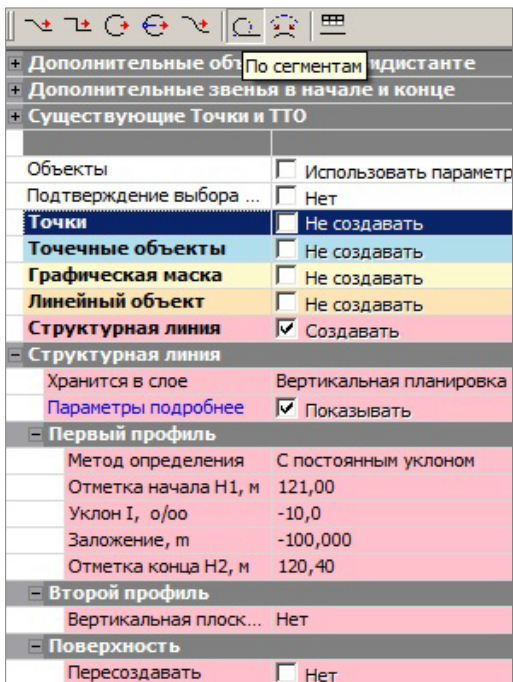 По сегментам
Дополнительные об идистанте
Дополнительные звенья в начале и конце
Существующие Точки и ТТО
Объекты Использовать параметр
Подтверждение выбора ... Нет
Точки Не создавать
Точечные объекты Не создавать
Графическая маска Не создавать
Линейный объект Не создавать
Структурная линия Создавать
Структурная линия
Хранится в слое Вертикальная планировка
Параметры подробнее Показывать
Первый профиль
Метод определения С постоянным уклоном
Отметка начала H1, м 121,00
Уклон I, о/оо -10,0
Заложение, m -100,000
Отметка конца H2, м 120,40
Второй профиль
Вертикальная плоск... Нет
Поверхность
Пересоздавать Нет